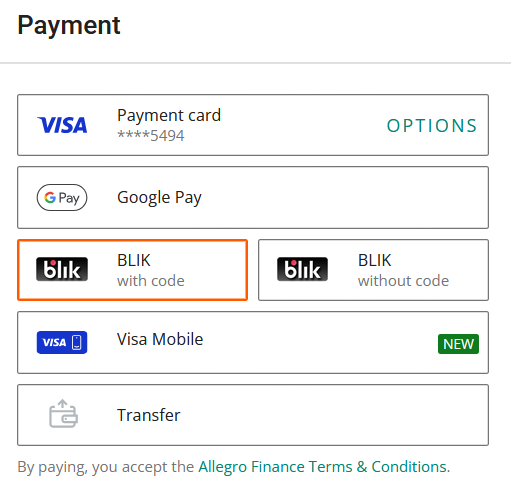 Payment
VISA
Payment card
****5494
OPTIONS
G Pay
Google Pay
blik
BLIK
with code
blik
BLIK
without code
VISA
Visa Mobile
NEW
Transfer
By paying, you accept the Allegro Finance Terms & Conditions.